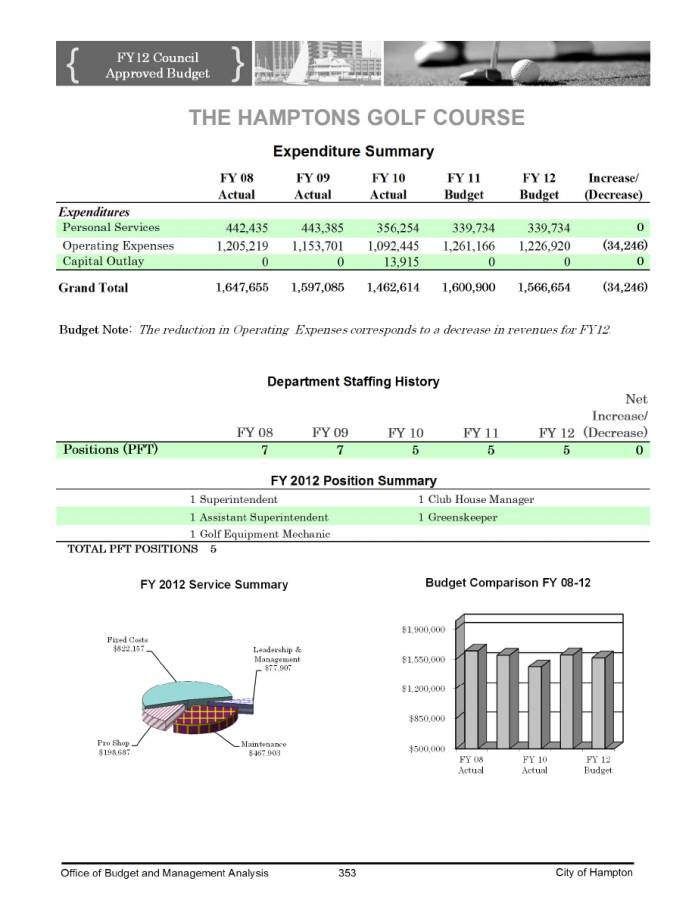 FY12 Council
Approved Budget
THE HAMPTONS GOLF COURSE
Expenditure Summary
FY 08 FY 09 FY 10 FY 11 FY 12 Increase/
Actual Actual Actual Budget Budget (Decrease)
Expenditures
Personal Services 442,435 443,385 356,254 339,734 339,734 0
Operating Expenses 1,205,219 1,153,701 1,092,445 1,261,166 1,226,920 (34,246)
Capital Outlay 0 0 13,915 0 0 0
Grand Total 1,647,655 1,597,085 1,462,614 1,600,900 1,566,654 (34,246)
Budget Note: The reduction in Operating Expenses corresponds to a decrease in revenues for FY12.
Department Staffing History
Net
Increase/
FY 08 FY 09 FY 10 FY 11 FY 12 (Decrease)
Positions (PFT) 7 7 5 5 5 0
FY 2012 Position Summary
1 Superintendent 1 Club House Manager
1 Assistant Superintendent 1 Greenskeeper
1 Golf Equipment Mechanic
TOTAL PFT POSITIONS 5
FY 2012 Service Summary
Fixed Costs
$822,157
Leadership &
Management
$77,907
Pro Shop
$198,687
Maintenance
$467,903
Budget Comparison FY 08-12
$1,900,000
$1,550,000
$1,200,000
$850,000
$500,000
FY 08 FY 10 FY 12
Actual Actual Budget
Office of Budget and Management Analysis 353 City of Hampton